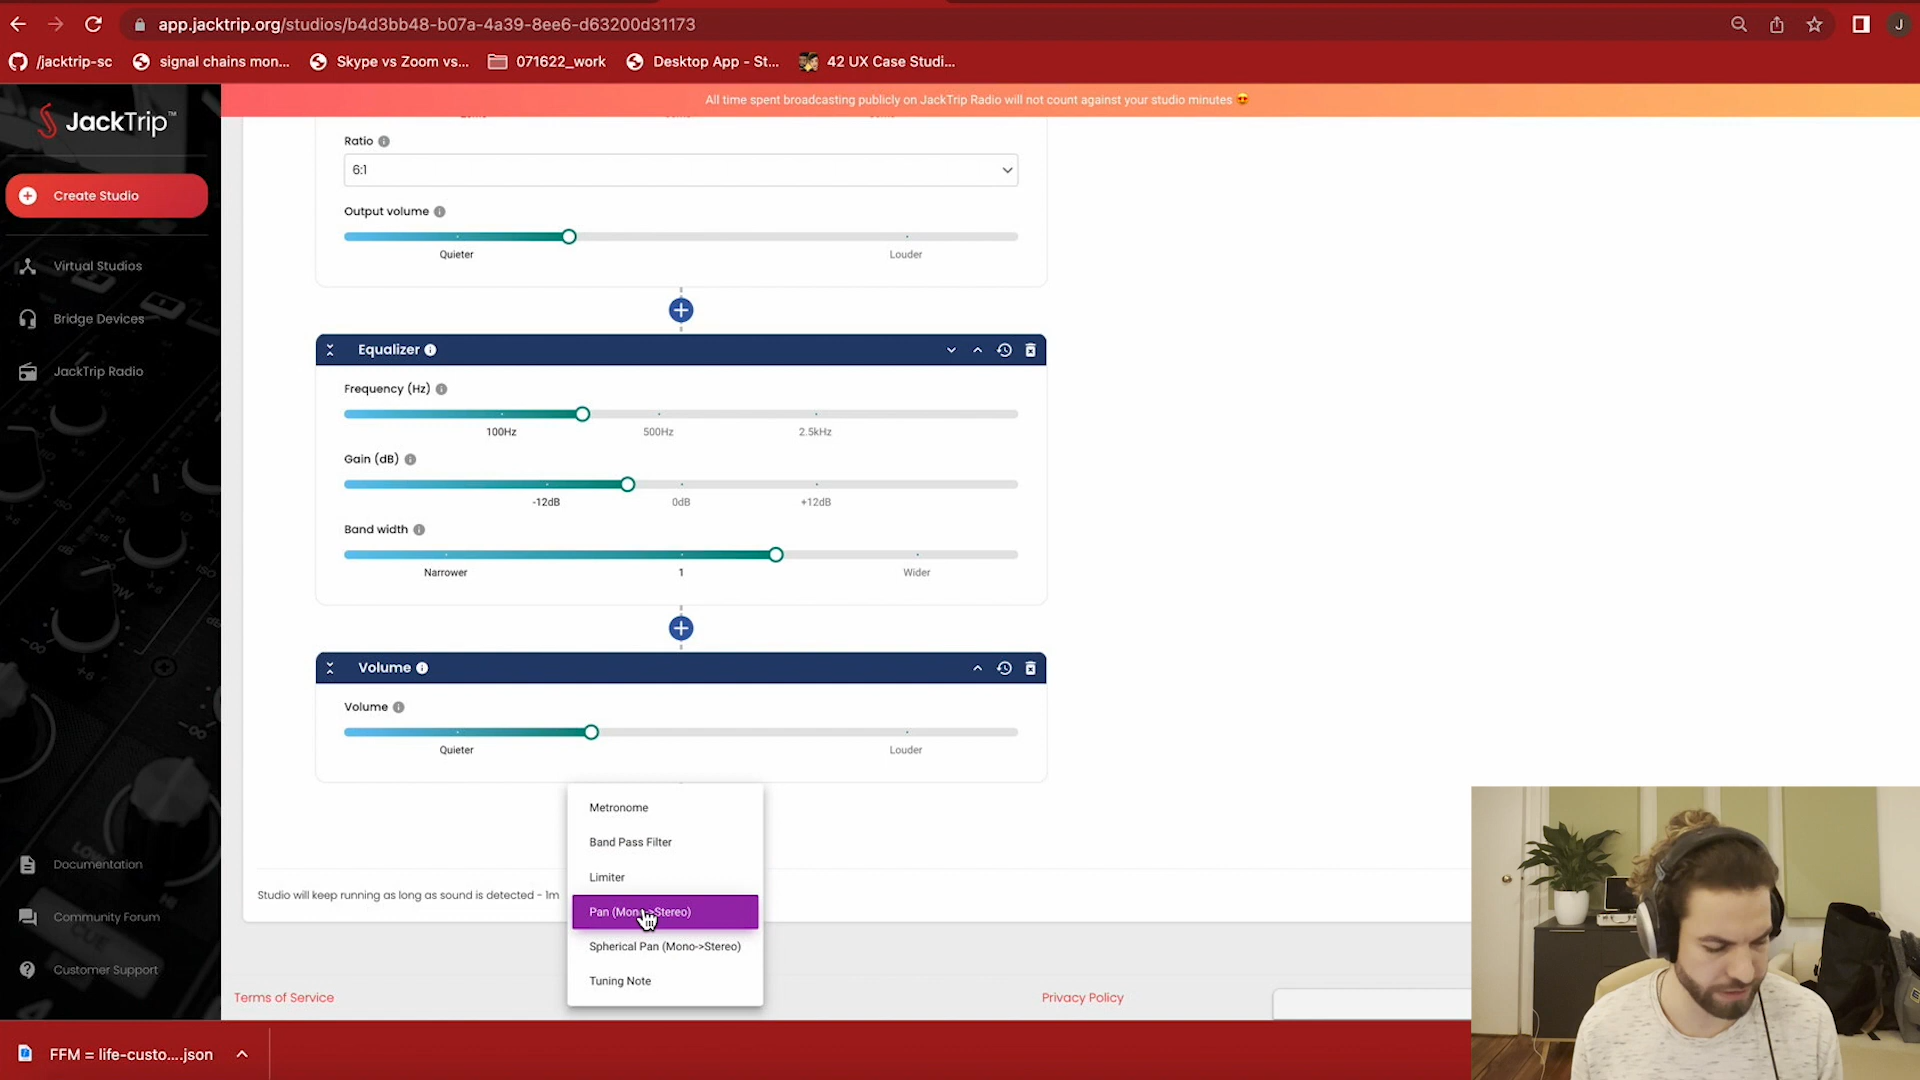 app.jacktrip.org/studios/b4d3bb48-b07a-4a39-8ee6-d63200d31173
J
/jacktrip-sc
signal chains mon...
Skype vs Zoom vs...
071622_work
Desktop App - St...
42 UX Case Studi...
All time spent broadcasting publicly on JackTrip Radio will not count against your studio minutes 😍
JackTrip™
Create Studio
Virtual Studios
Bridge Devices
JackTrip Radio
Documentation
Community Forum
Customer Support
Ratio
6:1
Output volume
Quieter
Louder
Equalizer
Frequency (Hz)
100Hz
500Hz
2.5kHz
Gain (dB)
-12dB
0dB
+12dB
Band width
Narrower
1
Wider
Volume
Volume
Quieter
Louder
Metronome
Band Pass Filter
Limiter
Pan (Mono->Stereo)
Spherical Pan (Mono->Stereo)
Tuning Note
Studio will keep running as long as sound is detected - 1m
Terms of Service
Privacy Policy
FFM = life-custo....json